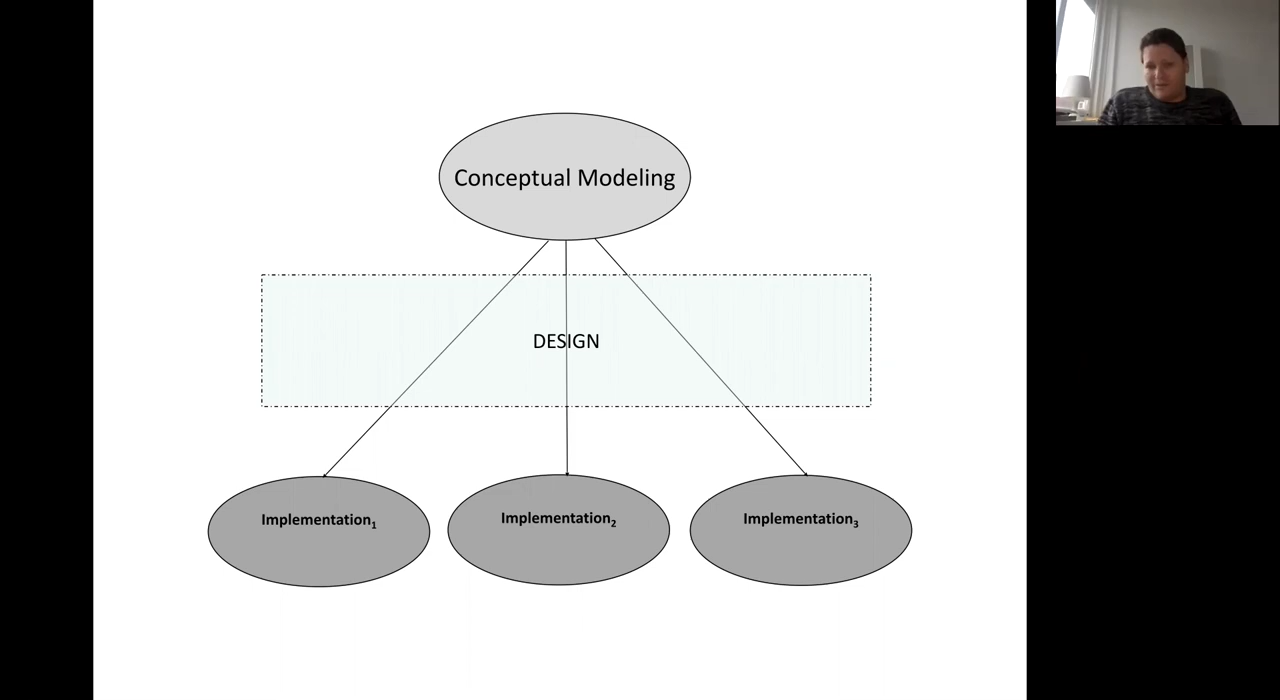 Conceptual Modeling
DESIGN
Implementation₁
Implementation₂
Implementation₃